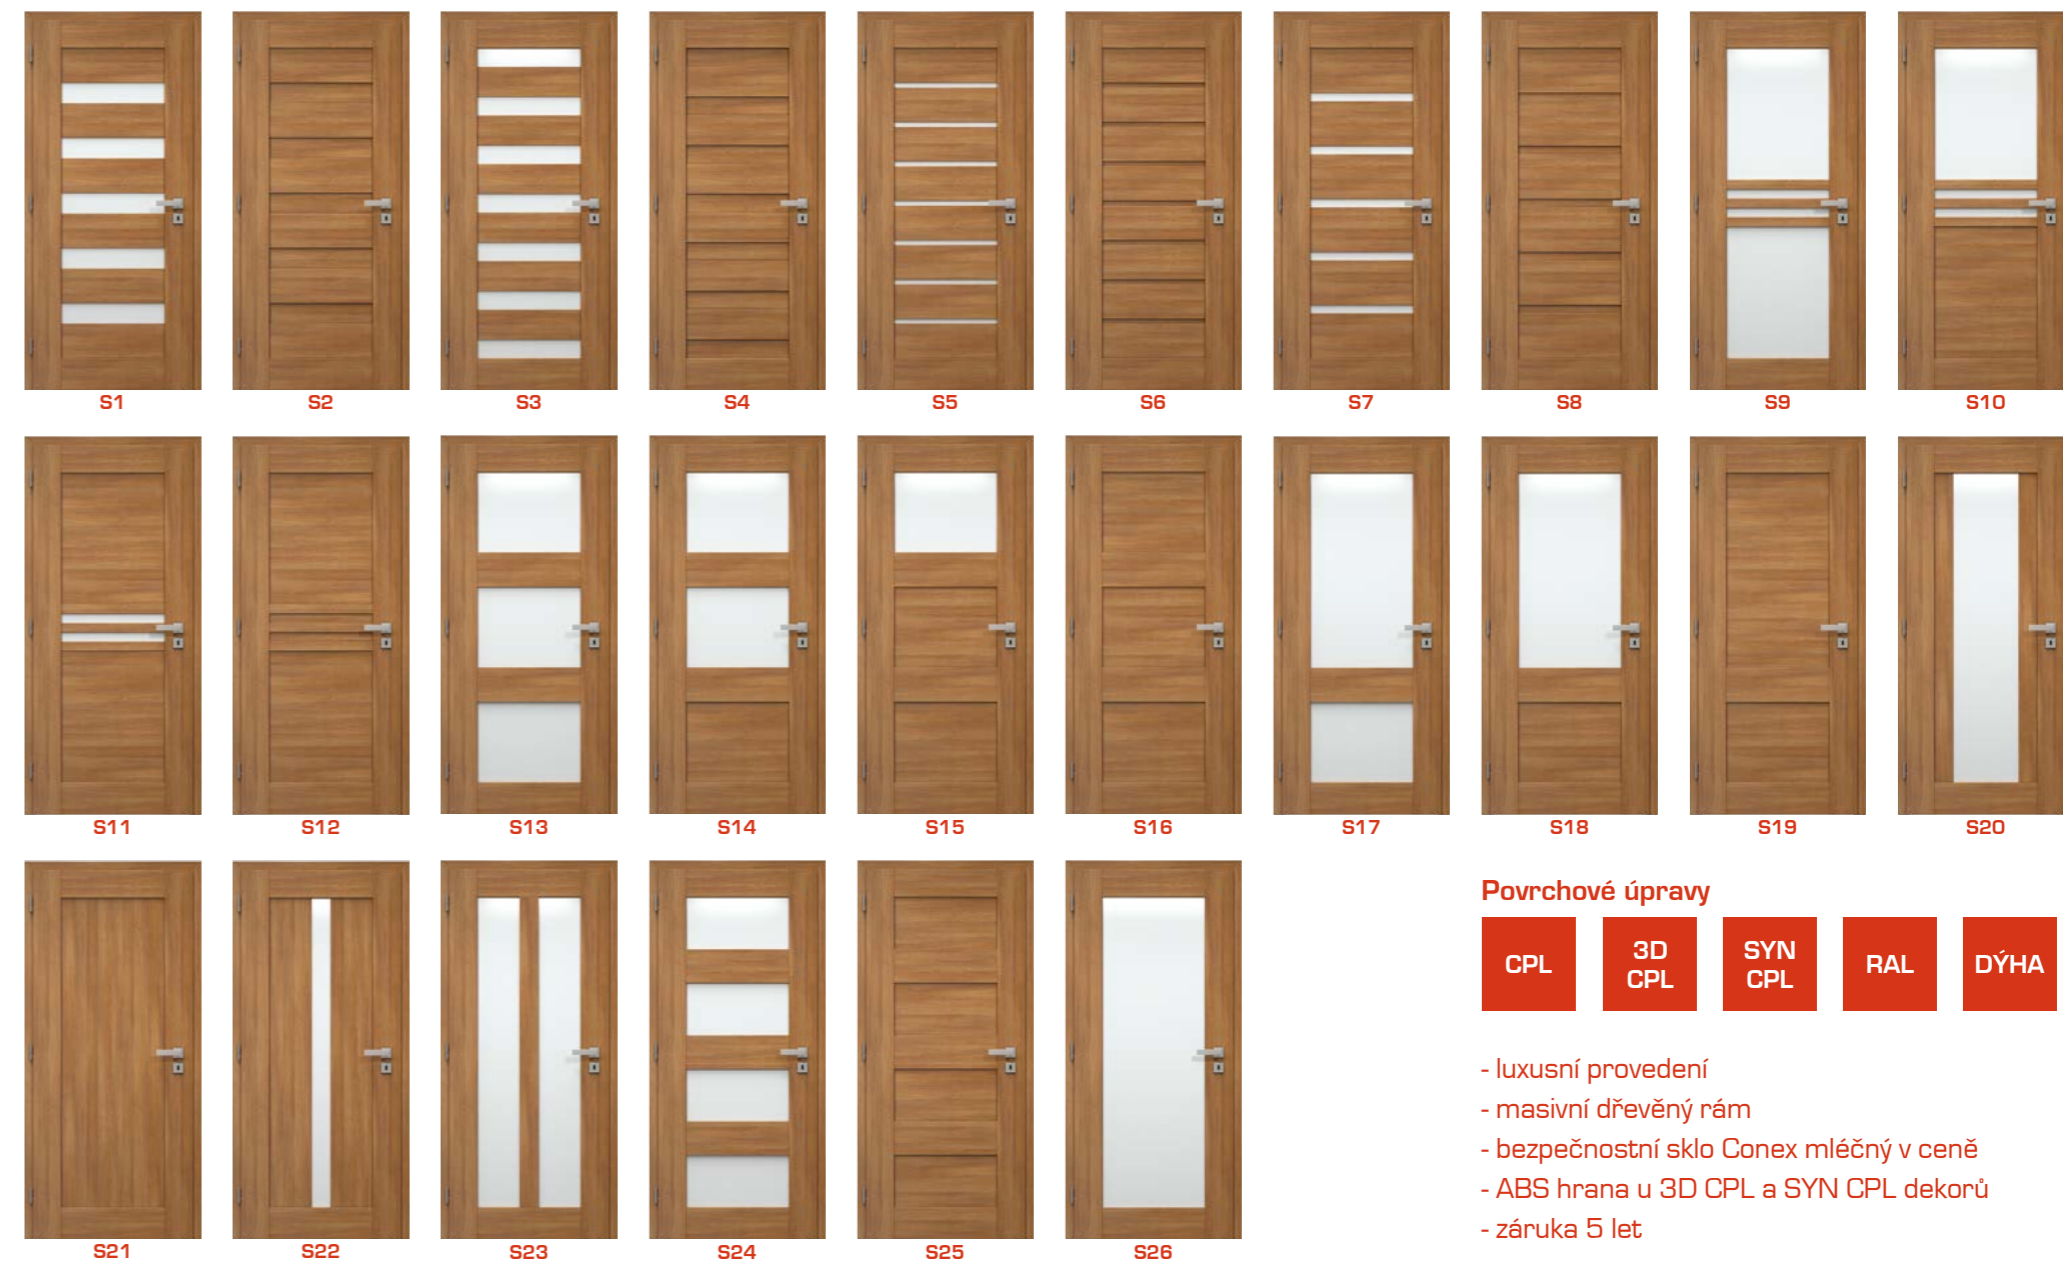 S1
S2
S3
S4
S5
S6
S7
S8
S9
S10
S11
S12
S13
S14
S15
S16
S17
S18
S19
S20
S21
S22
S23
S24
S25
S26
Povrchové úpravy
CPL
3D
CPL
SYN
CPL
RAL
DÝHA
- luxusní provedení
- masivní dřevěný rám
- bezpečnostní sklo Conex mléčný v ceně
- ABS hrana u 3D CPL a SYN CPL dekorů
- záruka 5 let